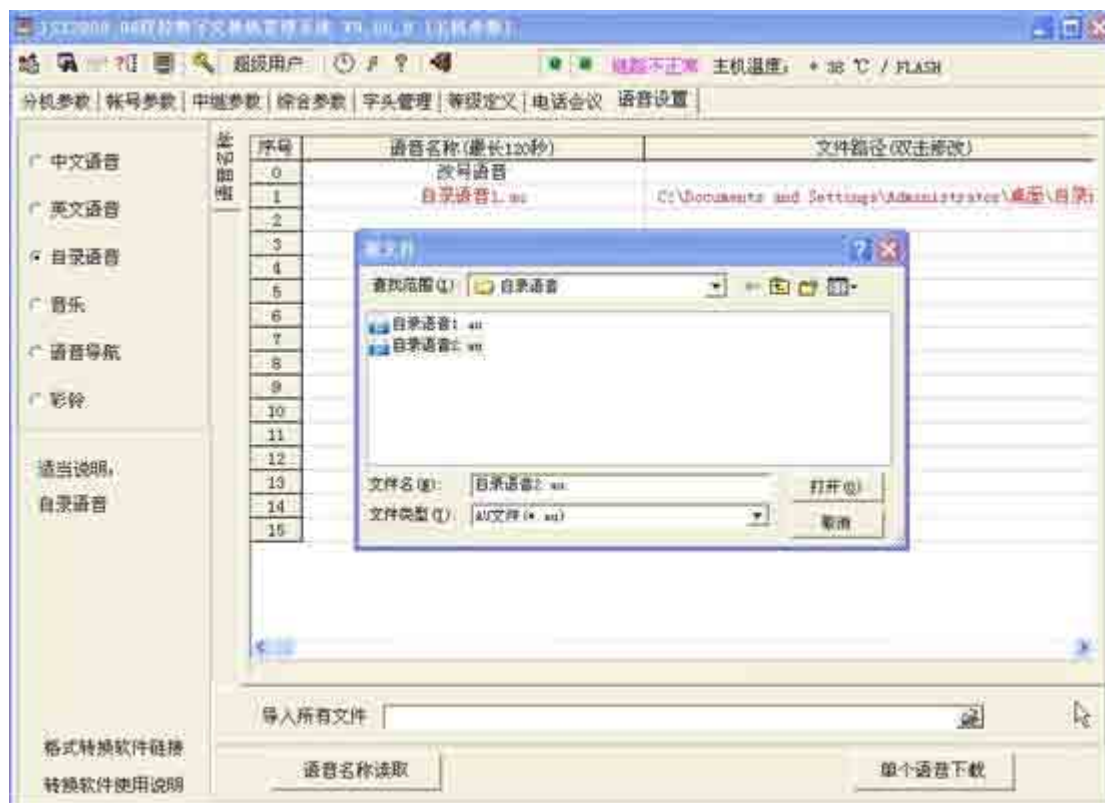 超级用户 链路不正常 主机温度： + 38 ℃ / FLASH
分机参数 帐号参数 中继参数 综合参数 字头管理 等级定义 电话会议 语音设置
中文语音
英文语音
自录语音
音乐
语音导航
彩铃
适当说明，
自录语音
格式转换软件链接
转换软件使用说明
语音名称
序号 语音名称(最长120秒) 文件路径(双击修改)
0 改号语音
1 自录语音1.au C:\Documents and Settings\Administrator\桌面\自录
2
3
4
5
6
7
8
9
10
11
12
13
14
15
查找范围(I): 自录语音
自录语音1.au
自录语音2.au
文件名(N): 自录语音2.au 打开(O)
文件类型(T): AU文件(*.au) 取消
导入所有文件
语音名称读取 单个语音下载